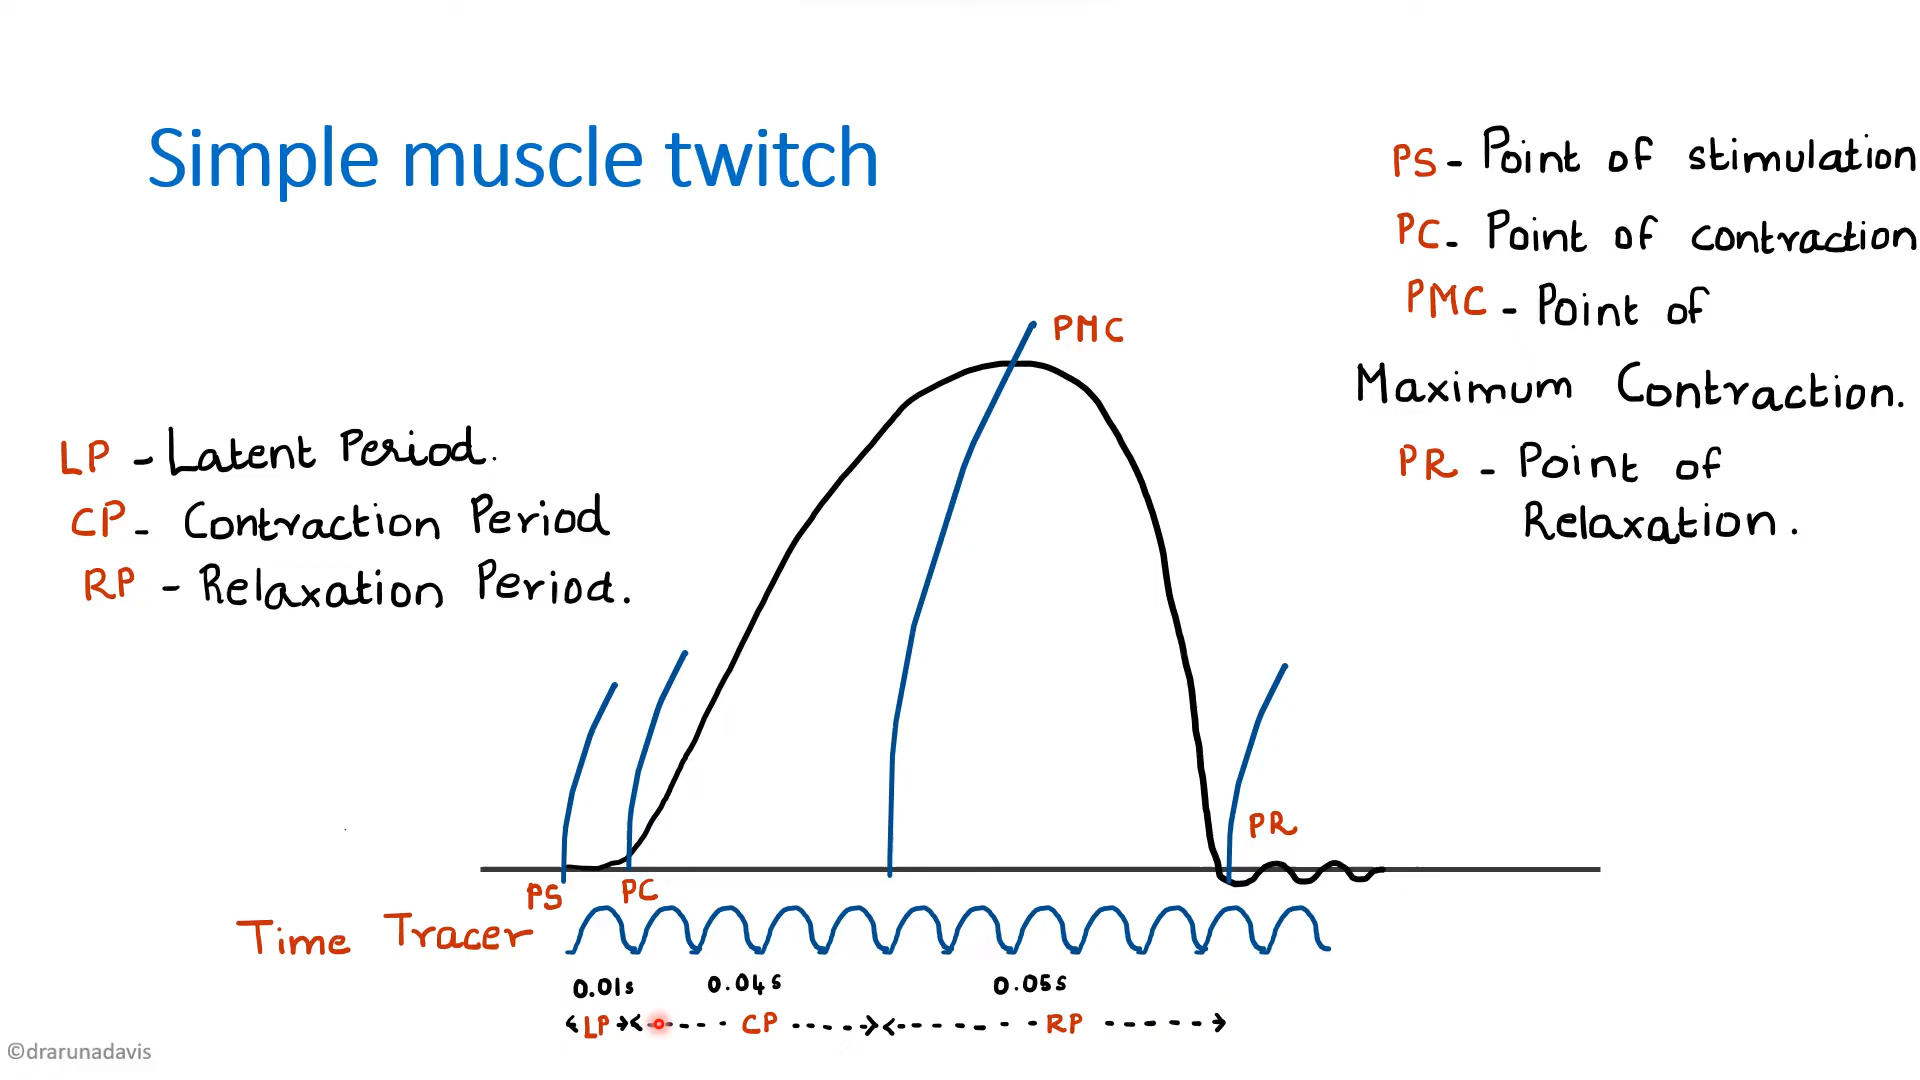 Simple muscle twitch
PS - Point of stimulation
PC - Point of contraction
PMC - Point of
Maximum Contraction.
PR - Point of
Relaxation.
LP - Latent Period.
CP - Contraction Period
RP - Relaxation Period.
PMC
PR
PS PC
Time Tracer
0.01s 0.04s 0.05s
LP CP RP
©drarunadavis